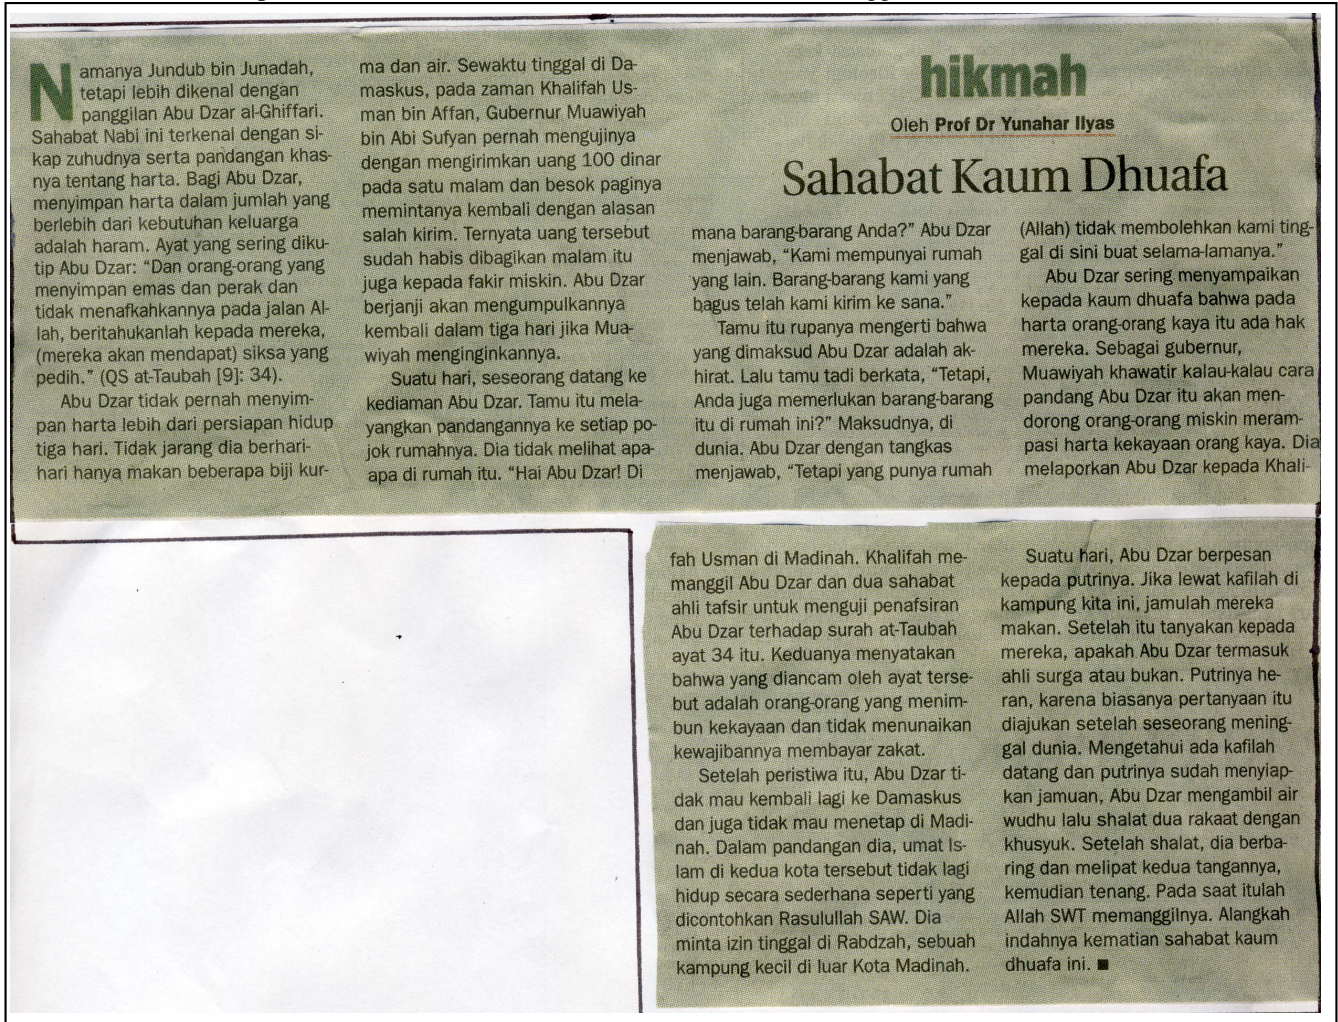 hikmah
Oleh Prof Dr Yunahar Ilyas
Sahabat Kaum Dhuafa
Namanya Jundub bin Junadah,
tetapi lebih dikenal dengan
panggilan Abu Dzar al-Ghiffari.
Sahabat Nabi ini terkenal dengan si-
kap zuhudnya serta pandangan khas-
nya tentang harta. Bagi Abu Dzar,
menyimpan harta dalam jumlah yang
berlebih dari kebutuhan keluarga
adalah haram. Ayat yang sering diku-
tip Abu Dzar: “Dan orang-orang yang
menyimpan emas dan perak dan
tidak menafkahkannya pada jalan Al-
lah, beritahukanlah kepada mereka,
(mereka akan mendapat) siksa yang
pedih.” (QS at-Taubah [9]: 34).
Abu Dzar tidak pernah menyim-
pan harta lebih dari persiapan hidup
tiga hari. Tidak jarang dia berhari-
hari hanya makan beberapa biji kur-
ma dan air. Sewaktu tinggal di Da-
maskus, pada zaman Khalifah Us-
man bin Affan, Gubernur Muawiyah
bin Abi Sufyan pernah mengujinya
dengan mengirimkan uang 100 dinar
pada satu malam dan besok paginya
memintanya kembali dengan alasan
salah kirim. Ternyata uang tersebut
sudah habis dibagikan malam itu
juga kepada fakir miskin. Abu Dzar
berjanji akan mengumpulkannya
kembali dalam tiga hari jika Mua-
wiyah menginginkannya.
Suatu hari, seseorang datang ke
kediaman Abu Dzar. Tamu itu mela-
yangkan pandangannya ke setiap po-
jok rumahnya. Dia tidak melihat apa-
apa di rumah itu. “Hai Abu Dzar! Di
mana barang-barang Anda?” Abu Dzar
menjawab, “Kami mempunyai rumah
yang lain. Barang-barang kami yang
bagus telah kami kirim ke sana.”
Tamu itu rupanya mengerti bahwa
yang dimaksud Abu Dzar adalah ak-
hirat. Lalu tamu tadi berkata, “Tetapi,
Anda juga memerlukan barang-barang
itu di rumah ini?” Maksudnya, di
dunia. Abu Dzar dengan tangkas
menjawab, “Tetapi yang punya rumah
(Allah) tidak membolehkan kami ting-
gal di sini buat selama-lamanya.”
Abu Dzar sering menyampaikan
kepada kaum dhuafa bahwa pada
harta orang-orang kaya itu ada hak
mereka. Sebagai gubernur,
Muawiyah khawatir kalau-kalau cara
pandang Abu Dzar itu akan men-
dorong orang-orang miskin meram-
pasi harta kekayaan orang kaya. Dia
melaporkan Abu Dzar kepada Khali-
fah Usman di Madinah. Khalifah me-
manggil Abu Dzar dan dua sahabat
ahli tafsir untuk menguji penafsiran
Abu Dzar terhadap surah at-Taubah
ayat 34 itu. Keduanya menyatakan
bahwa yang diancam oleh ayat terse-
but adalah orang-orang yang menim-
bun kekayaan dan tidak menunaikan
kewajibannya membayar zakat.
Setelah peristiwa itu, Abu Dzar ti-
dak mau kembali lagi ke Damaskus
dan juga tidak mau menetap di Madi-
nah. Dalam pandangan dia, umat Is-
lam di kedua kota tersebut tidak lagi
hidup secara sederhana seperti yang
dicontohkan Rasulullah SAW. Dia
minta izin tinggal di Rabdzah, sebuah
kampung kecil di luar Kota Madinah.
Suatu hari, Abu Dzar berpesan
kepada putrinya. Jika lewat kafilah di
kampung kita ini, jamulah mereka
makan. Setelah itu tanyakan kepada
mereka, apakah Abu Dzar termasuk
ahli surga atau bukan. Putrinya he-
ran, karena biasanya pertanyaan itu
diajukan setelah seseorang mening-
gal dunia. Mengetahui ada kafilah
datang dan putrinya sudah menyiap-
kan jamuan, Abu Dzar mengambil air
wudhu lalu shalat dua rakaat dengan
khusyuk. Setelah shalat, dia berba-
ring dan melipat kedua tangannya,
kemudian tenang. Pada saat itulah
Allah SWT memanggilnya. Alangkah
indahnya kematian sahabat kaum
dhuafa ini. ■